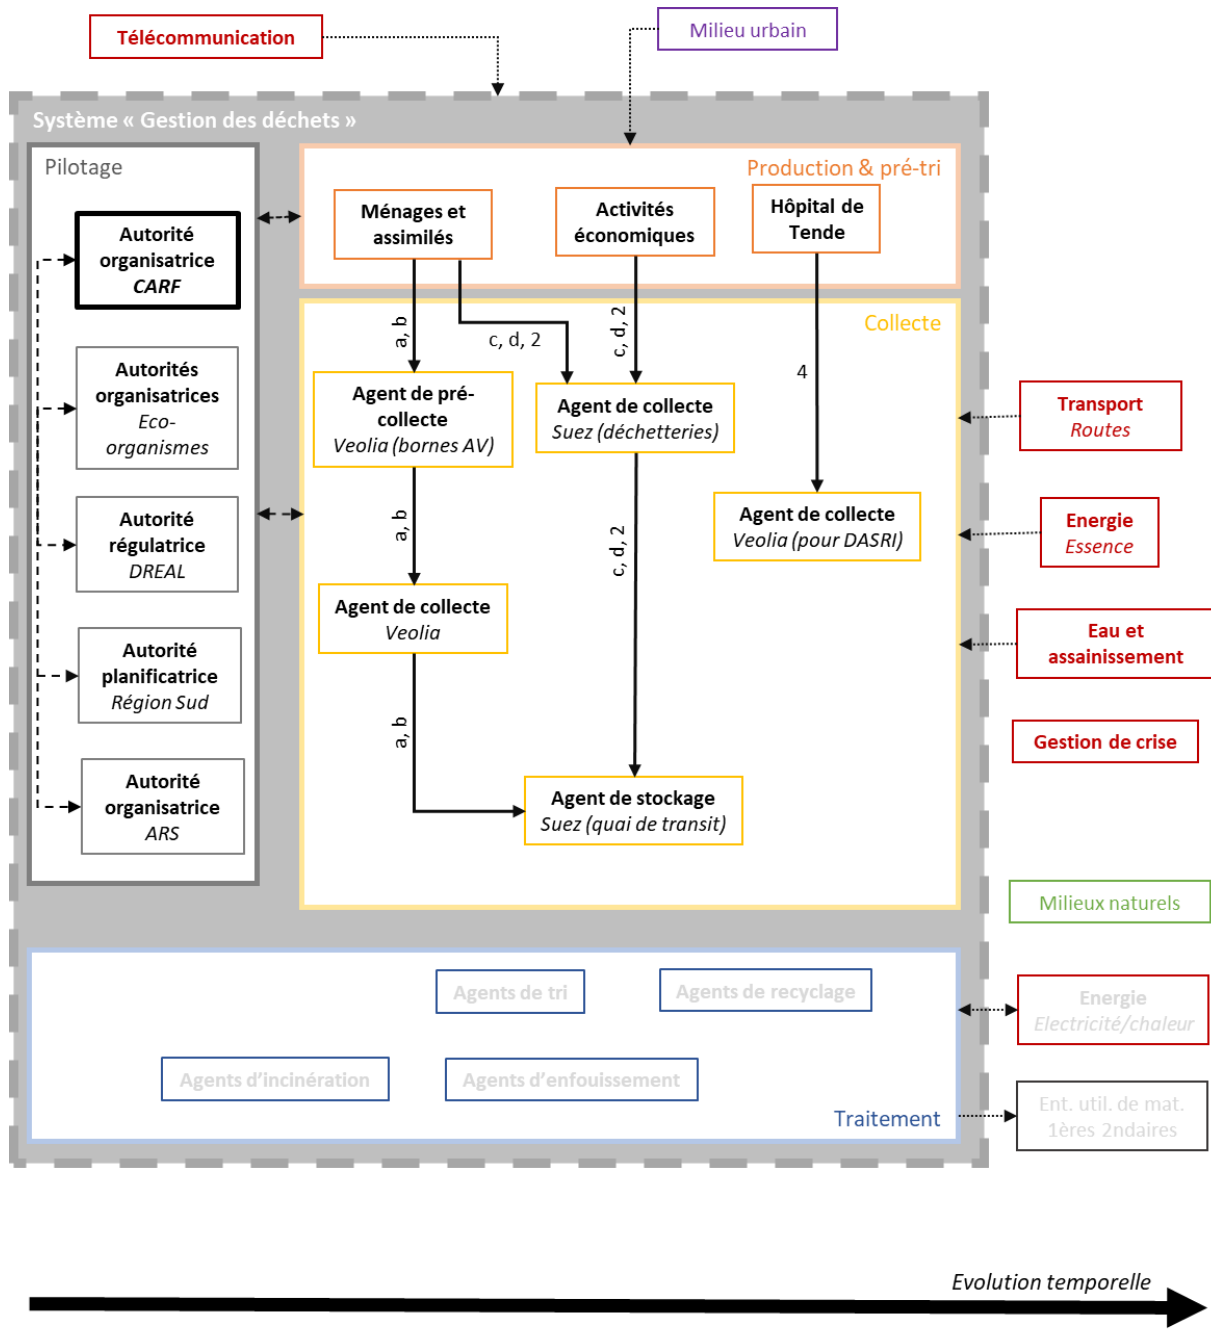 Télécommunication
Milieu urbain
Système « Gestion des déchets »
Pilotage
Production & pré-tri
Autorité
organisatrice
CARF
Ménages et
assimilés
Activités
économiques
Hôpital de
Tende
Autorités
organisatrices
Eco-
organismes
Autorité
régulatrice
DREAL
Autorité
planificatrice
Région Sud
Autorité
organisatrice
ARS
Collecte
a, b
c, d, 2
c, d, 2
4
Agent de pré-
collecte
Veolia (bornes AV)
Agent de collecte
Suez (déchetteries)
a, b
c, d, 2
Agent de collecte
Veolia (pour DASRI)
Agent de collecte
Veolia
a, b
Agent de stockage
Suez (quai de transit)
Transport
Routes
Energie
Essence
Eau et
assainissement
Gestion de crise
Milieux naturels
Agents de tri
Agents de recyclage
Agents d'incinération
Agents d'enfouissement
Traitement
Energie
Electricité/chaleur
Ent. util. de mat.
1ères 2ndaires
Evolution temporelle